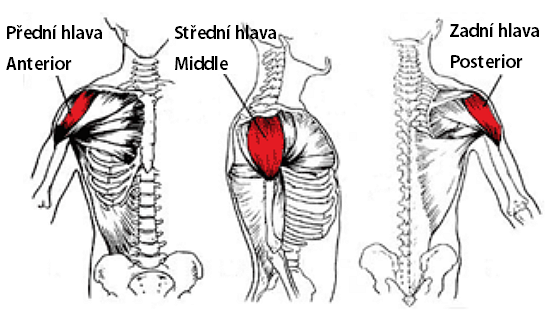 Přední hlava
Anterior
Střední hlava
Middle
Zadní hlava
Posterior